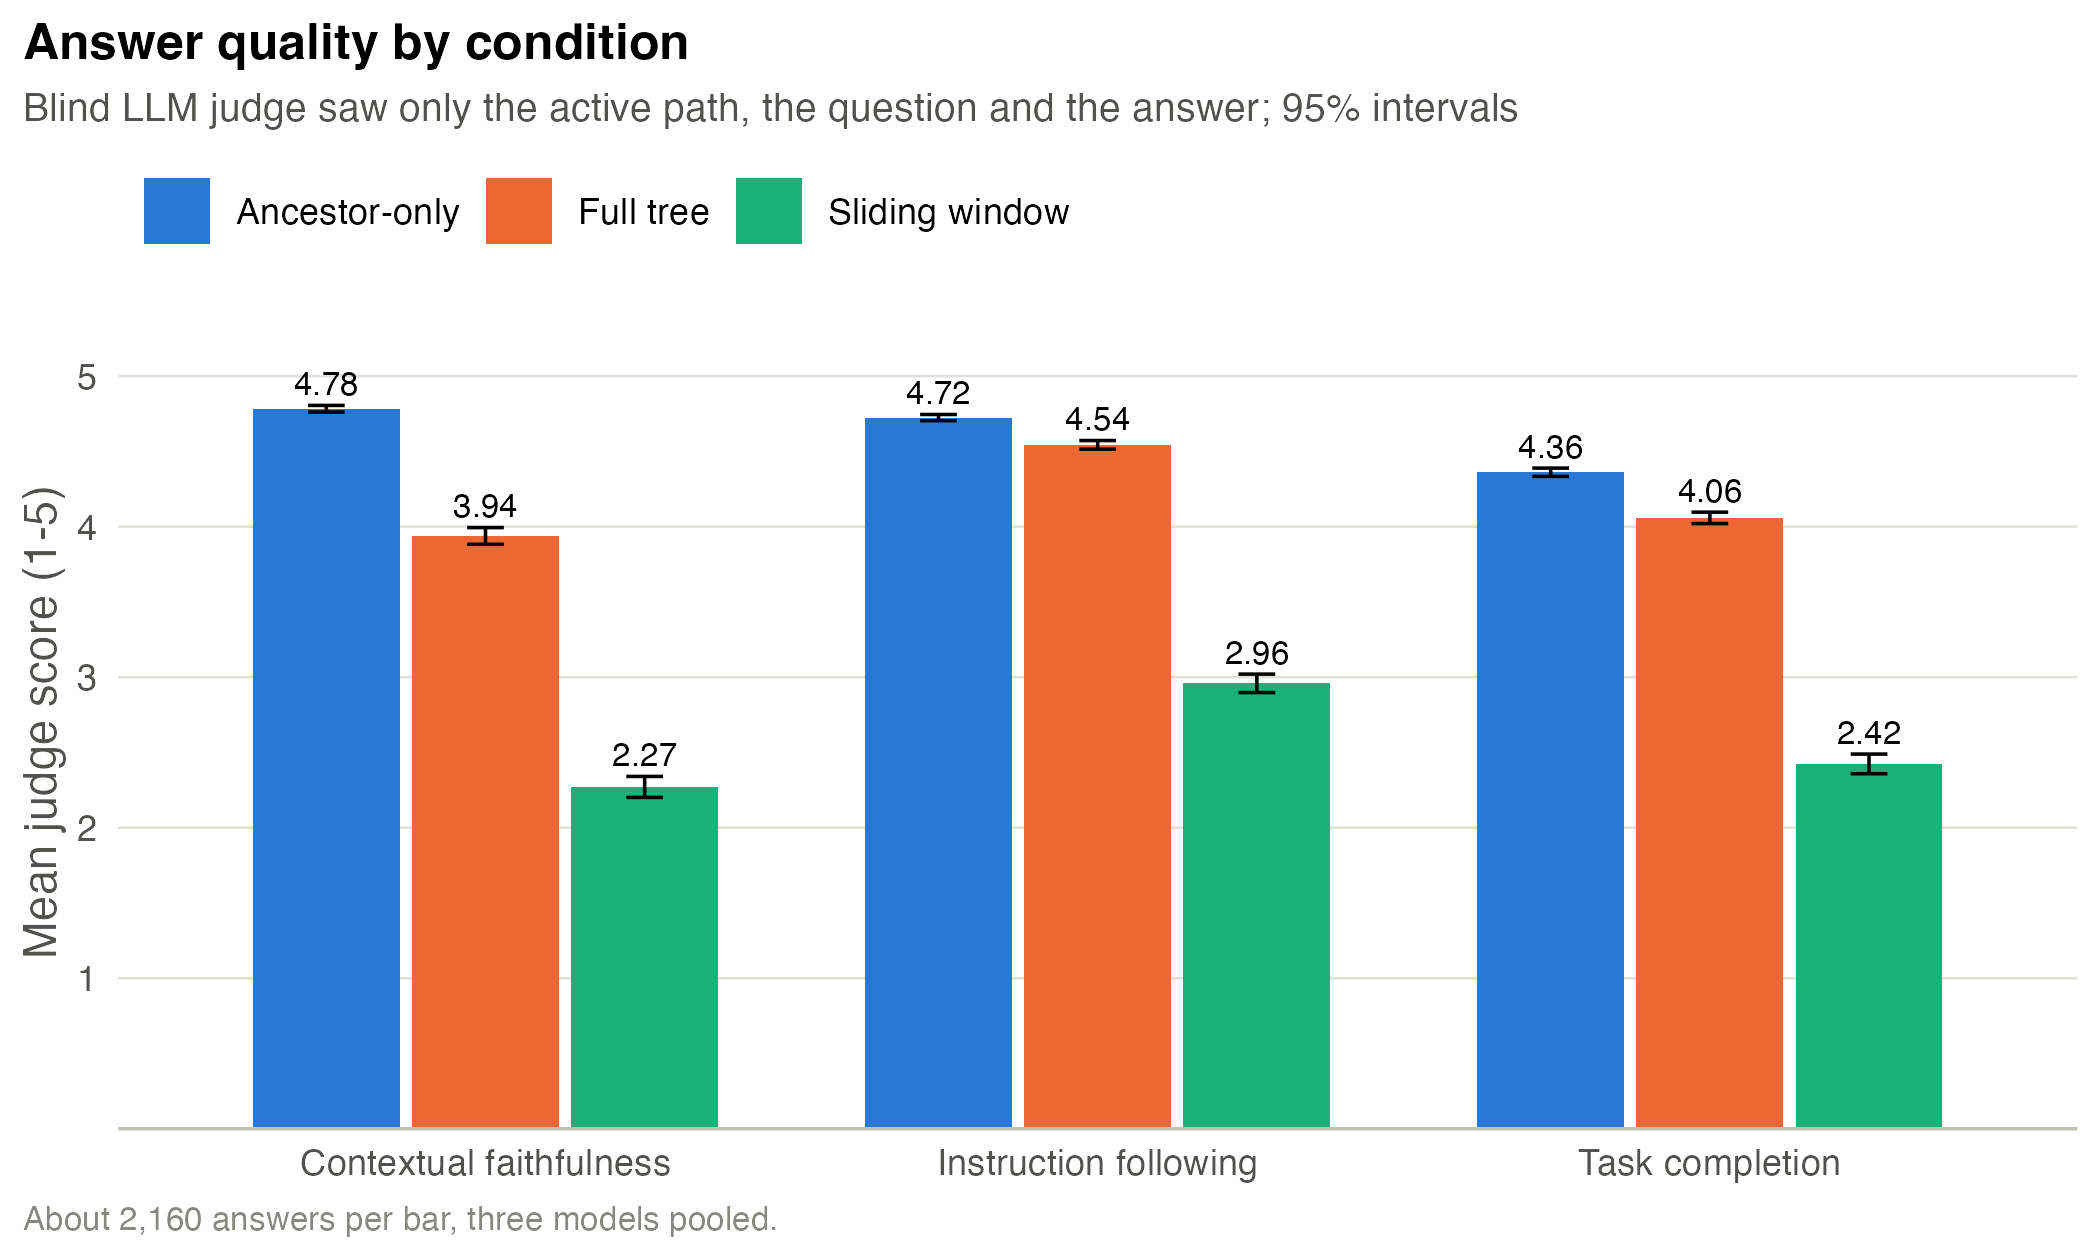 Answer quality by condition
Blind LLM judge saw only the active path, the question and the answer; 95% intervals
Ancestor-only Full tree Sliding window
Mean judge score (1-5)
5
4
3
2
1
4.78
3.94
2.27
4.72
4.54
2.96
4.36
4.06
2.42
Contextual faithfulness Instruction following Task completion
About 2,160 answers per bar, three models pooled.